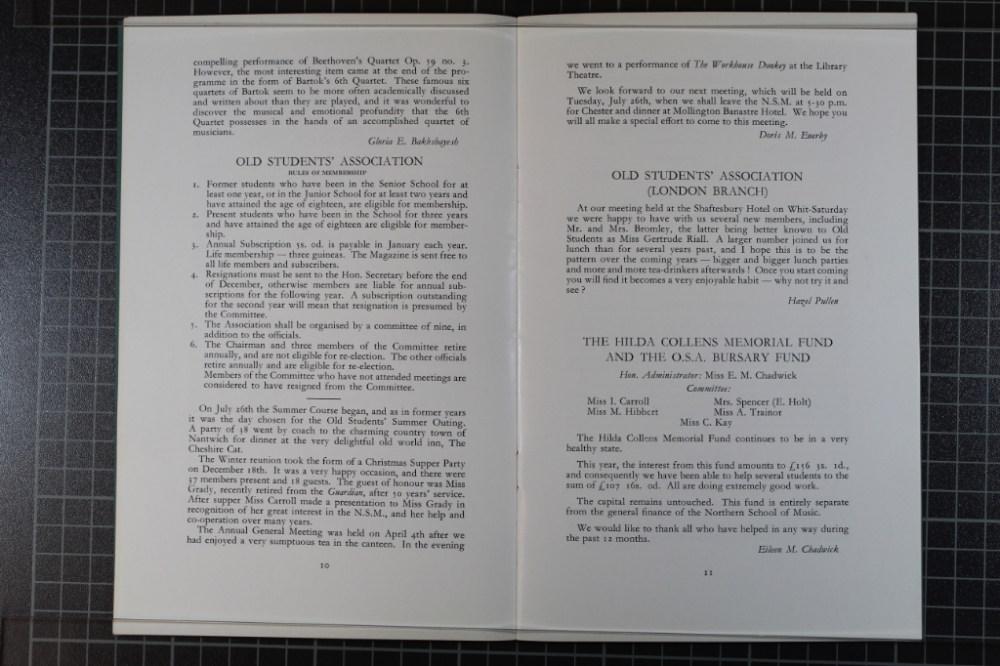 compelling performance of Beethoven's Quartet Op. 59 no. 3.
However, the most interesting item came at the end of the pro-
gramme in the form of Bartok's 6th Quartet. These famous six
quartets of Bartok seem to be more often academically discussed
and written about than they are played, and it was wonderful to
discover the musical and emotional profundity that the 6th
Quartet possesses in the hands of an accomplished quartet of
musicians.
Gloria E. Bakhshayesh
OLD STUDENTS' ASSOCIATION
RULES OF MEMBERSHIP
1. Former students who have been in the Senior School for at
least one year, or in the Junior School for at least two years and
have attained the age of eighteen, are eligible for membership.
2. Present students who have been in the School for three years
and have attained the age of eighteen are eligible for member-
ship.
3. Annual Subscription 5s. 0d. is payable in January each year.
Life membership — three guineas. The Magazine is sent free to
all life members and subscribers.
4. Resignations must be sent to the Hon. Secretary before the end
of December, otherwise members are liable for annual sub-
scriptions for the following year. A subscription outstanding
for the second year will mean that resignation is presumed by
the Committee.
5. The Association shall be organised by a committee of nine, in
addition to the officials.
6. The Chairman and three members of the Committee retire
annually, and are not eligible for re-election. The other officials
retire annually and are eligible for re-election.
Members of the Committee who have not attended meetings are
considered to have resigned from the Committee.
On July 26th the Summer Course began, and as in former years
it was the day chosen for the Old Students' Summer Outing.
A party of 38 went by coach to the charming country town of
Nantwich for dinner at the very delightful old world inn, The
Cheshire Cat.
The Winter reunion took the form of a Christmas Supper Party
on December 18th. It was a very happy occasion, and there were
37 members present and 18 guests. The guest of honour was Miss
Grady, recently retired from the Guardian, after 50 years' service.
After supper Miss Carroll made a presentation to Miss Grady in
recognition of her great interest in the N.S.M., and her help and
co-operation over many years.
The Annual General Meeting was held on April 4th after we
had enjoyed a very sumptuous tea in the canteen. In the evening
10
we went to a performance of The Workhouse Donkey at the Library
Theatre.
We look forward to our next meeting, which will be held on
Tuesday, July 26th, when we shall leave the N.S.M. at 5-30 p.m.
for Chester and dinner at Mollington Banastre Hotel. We hope you
will all make a special effort to come to this meeting.
Doris M. Euerby
OLD STUDENTS' ASSOCIATION
(LONDON BRANCH)
At our meeting held at the Shaftesbury Hotel on Whit-Saturday
we were happy to have with us several new members, including
Mr. and Mrs. Bromley, the latter being better known to Old
Students as Miss Gertrude Riall. A larger number joined us for
lunch than for several years past, and I hope this is to be the
pattern over the coming years — bigger and bigger lunch parties
and more and more tea-drinkers afterwards! Once you start coming
you will find it becomes a very enjoyable habit — why not try it and
see?
Hazel Pullen
THE HILDA COLLENS MEMORIAL FUND
AND THE O.S.A. BURSARY FUND
Hon. Administrator: Miss E. M. Chadwick
Committee:
Miss I. Carroll Mrs. Spencer (E. Holt)
Miss M. Hibbert Miss A. Trainor
Miss C. Kay
The Hilda Collens Memorial Fund continues to be in a very
healthy state.
This year, the interest from this fund amounts to £156 3s. 1d.,
and consequently we have been able to help several students to the
sum of £107 16s. 0d. All are doing extremely good work.
The capital remains untouched. This fund is entirely separate
from the general finance of the Northern School of Music.
We would like to thank all who have helped in any way during
the past 12 months.
Eileen M. Chadwick
11